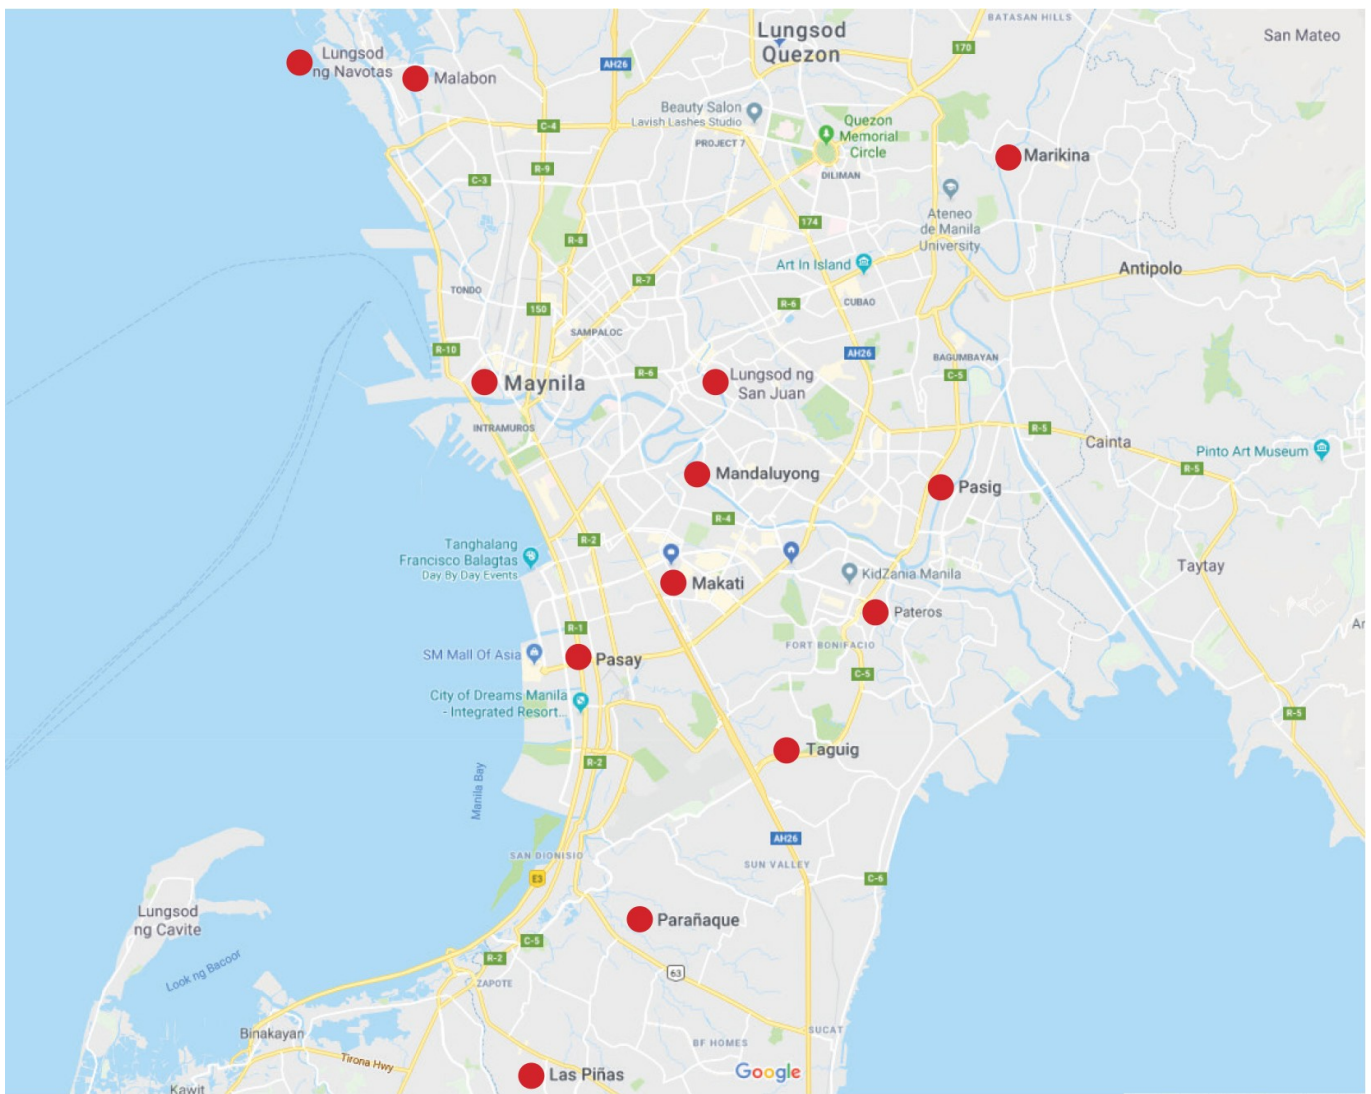 BATASAN HILLS
Lungsod
Quezon
170
San Mateo
Lungsod
ng Navotas
AH26
Malabon
Beauty Salon
Lavish Lashes Studio
C-4
PROJECT 7
Quezon
Memorial
Circle
Marikina
R-9
C-3
DILIMAN
174
Ateneo
de Manila
University
R-8
Art In Island
Antipolo
R-7
TONDO
R-6
CUBAO
150
SAMPALOC
R-10
AH26
BAGUMBAYAN
Maynila
R-6
Lungsod ng
San Juan
C-5
INTRAMUROS
R-5
Cainta
Pinto Art Museum
R-5
Mandaluyong
Pasig
R-4
R-2
Tanghalang
Francisco Balagtas
Day By Day Events
Makati
KidZania Manila
Taytay
Pateros
Ar
R-1
FORT BONIFACIO
SM Mall Of Asia
Pasay
C-5
City of Dreams Manila
- Integrated Resort...
R-5
Taguig
R-2
Manila Bay
AH26
SAN DIONISIO
SUN VALLEY
E3
C-6
Lungsod
ng Cavite
Parañaque
C-5
R-2
63
Look ng Bacoor
ZAPOTE
Binakayan
SUCAT
BF HOMES
Tirona Hwy
Las Piñas
Google
Kawit